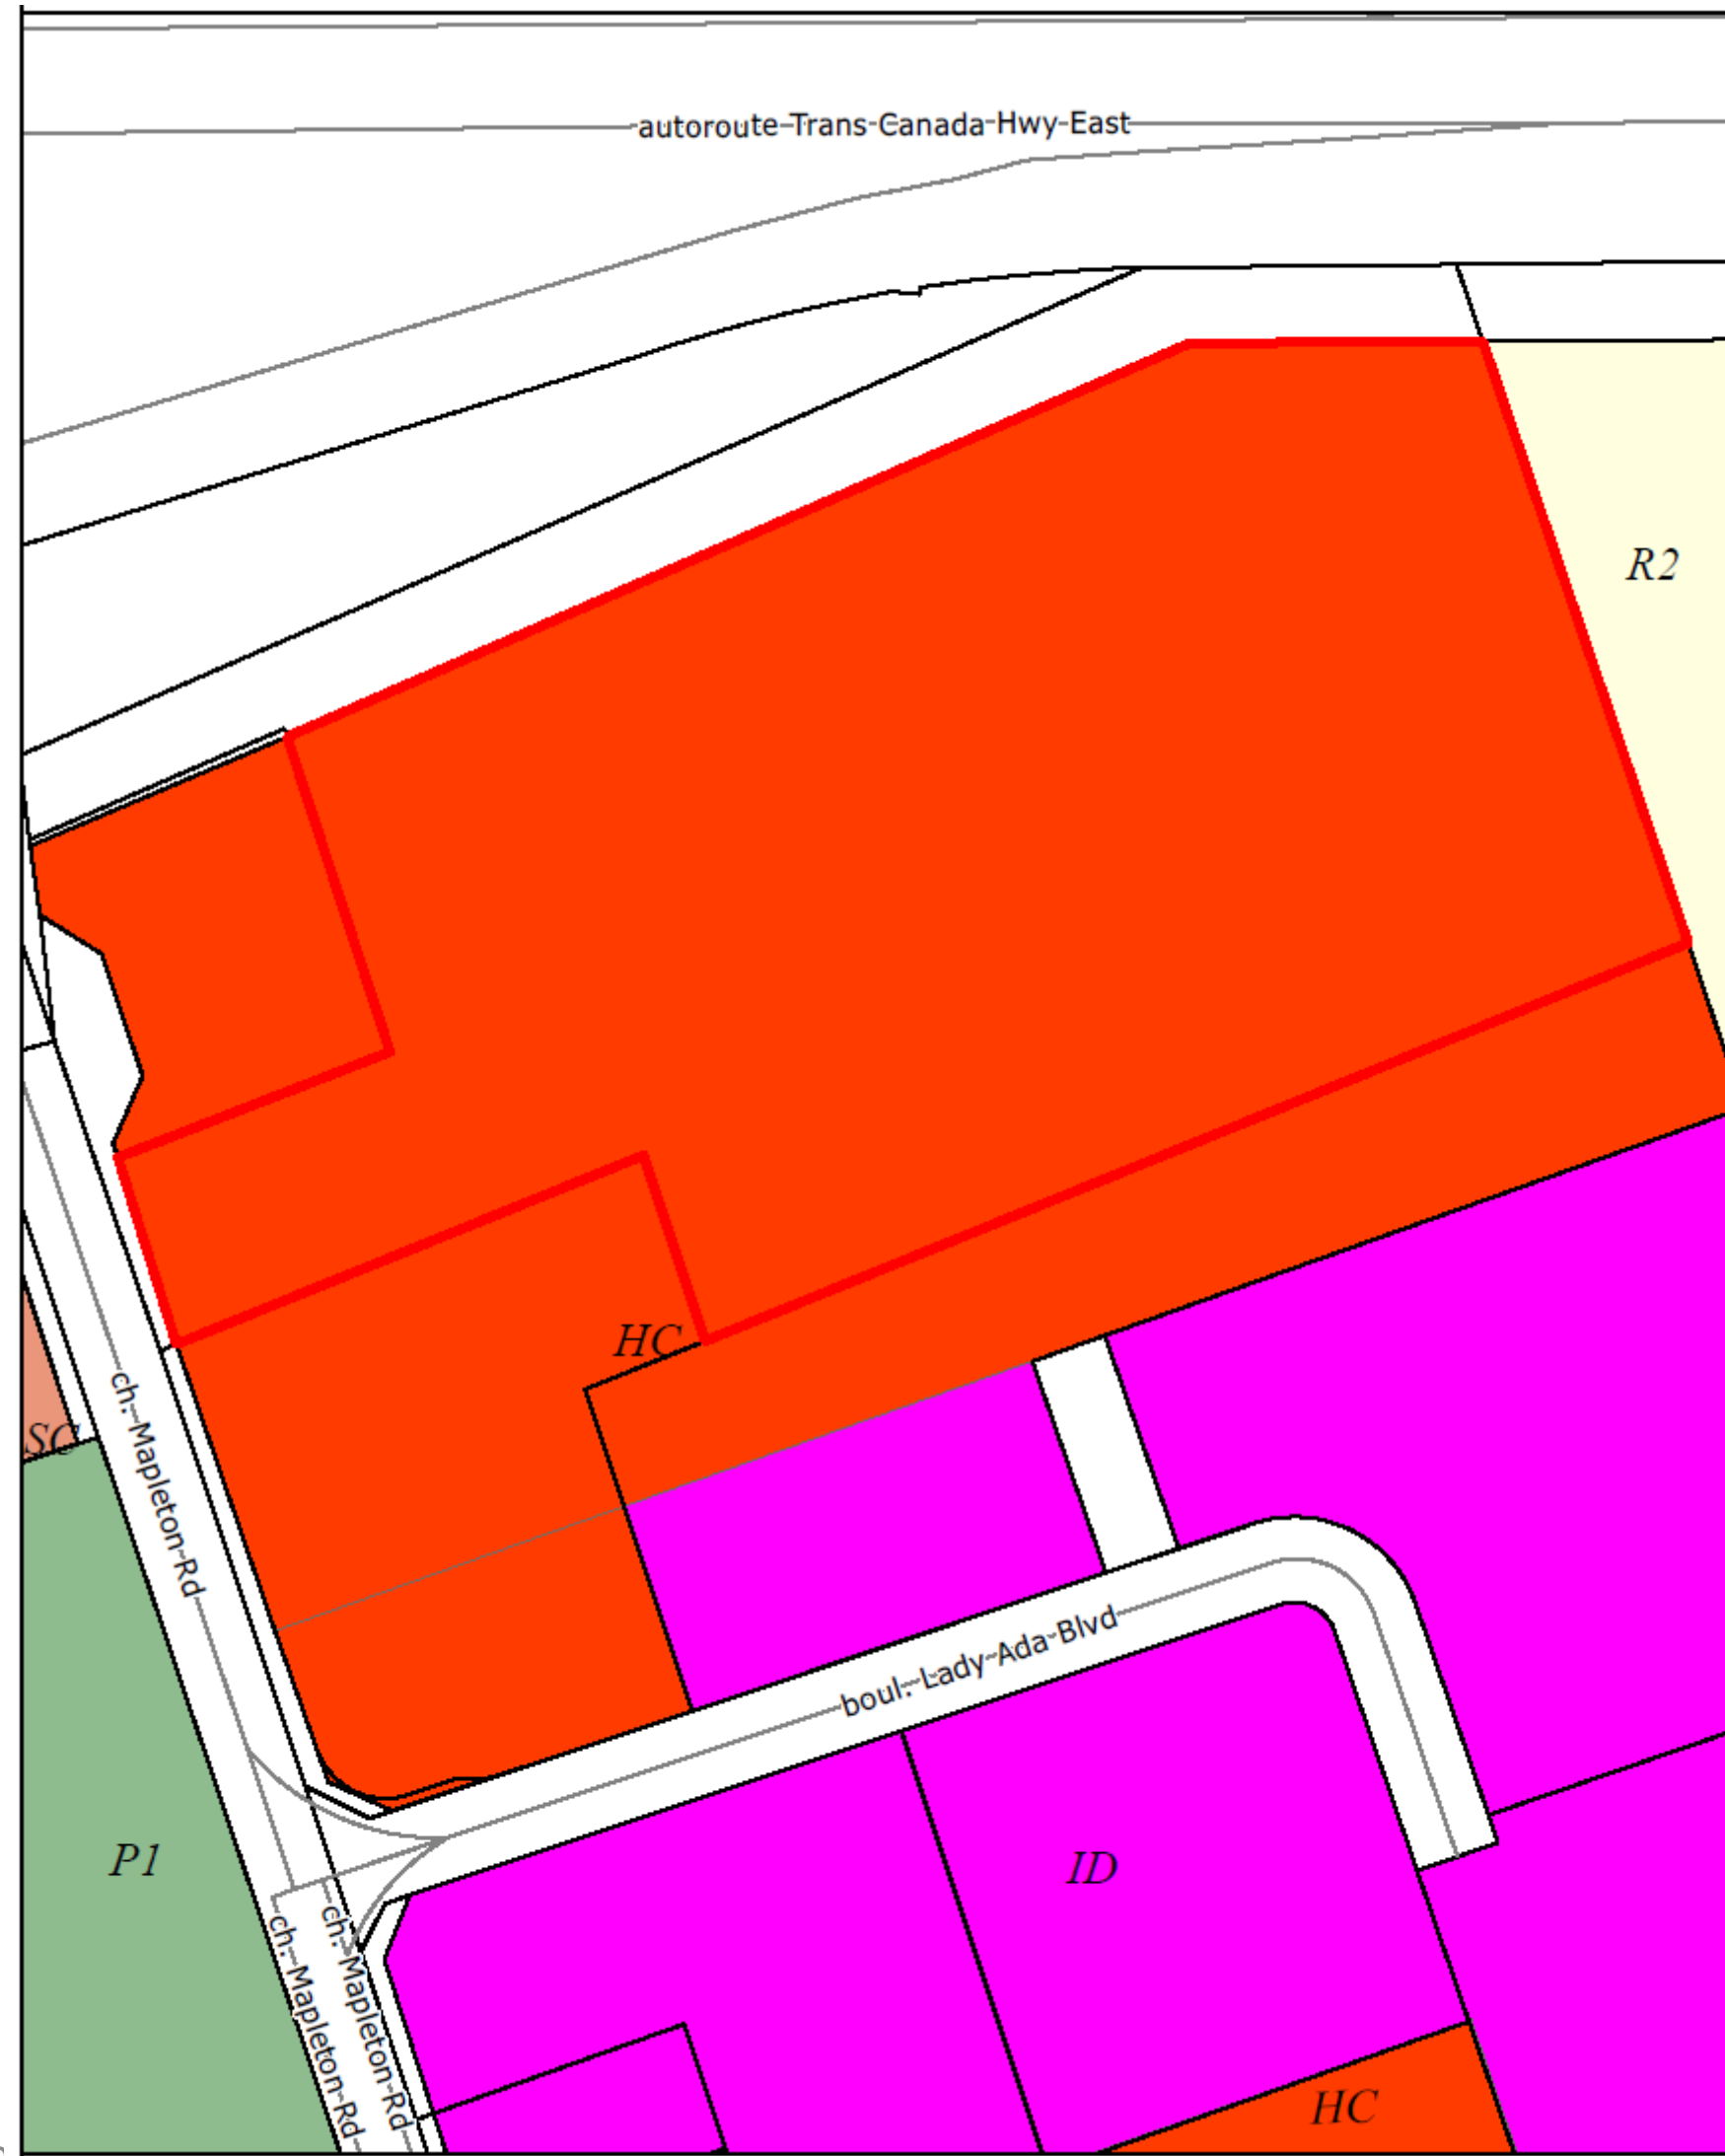 autoroute-Trans-Canada-Hwy-East
R2
HC
SC
ch.-Mapleton-Rd
boul.-Lady-Ada-Blvd
P1
ID
ch.-Mapleton-Rd
ch.-Mapleton-Rd
HC